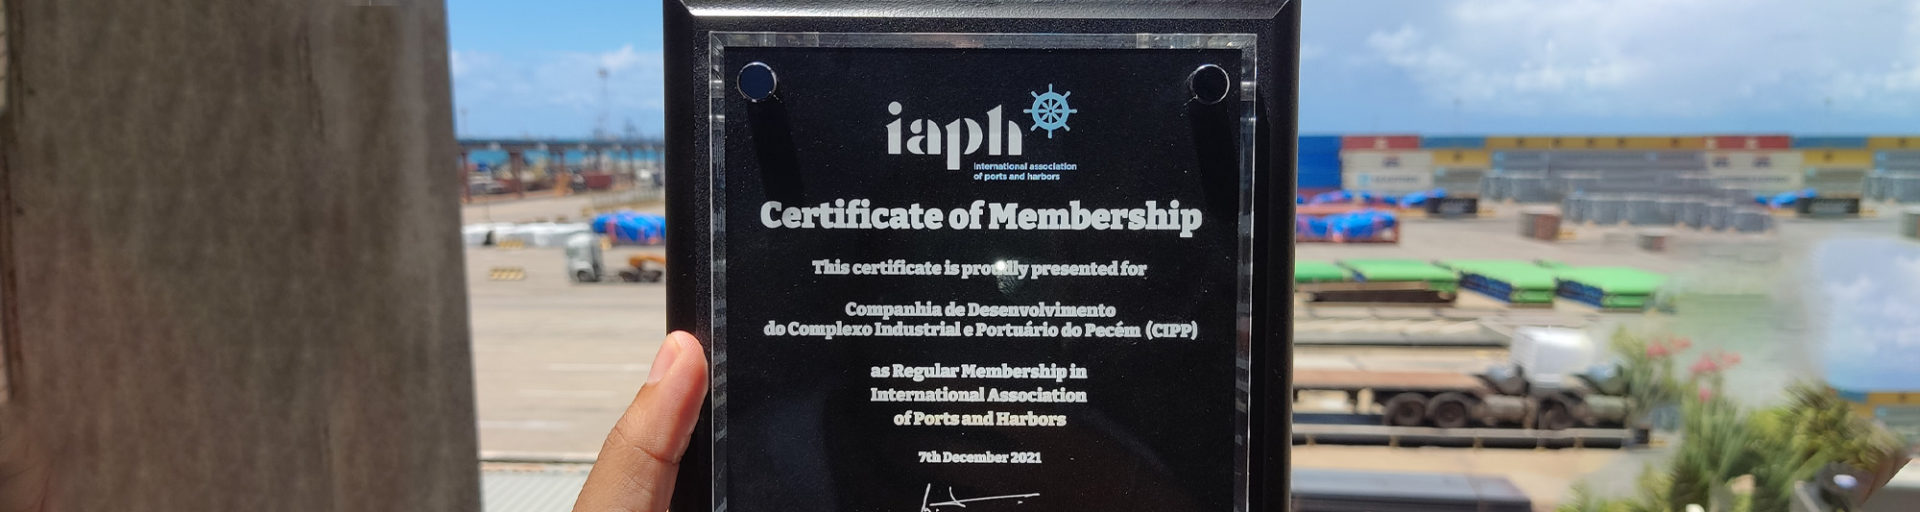 iaph
international association
of ports and harbors
Certificate of Membership
This certificate is proudly presented for
Companhia de Desenvolvimento
do Complexo Industrial e Portuário do Pecém (CIPP)
as Regular Membership in
International Association
of Ports and Harbors
7th December 2021